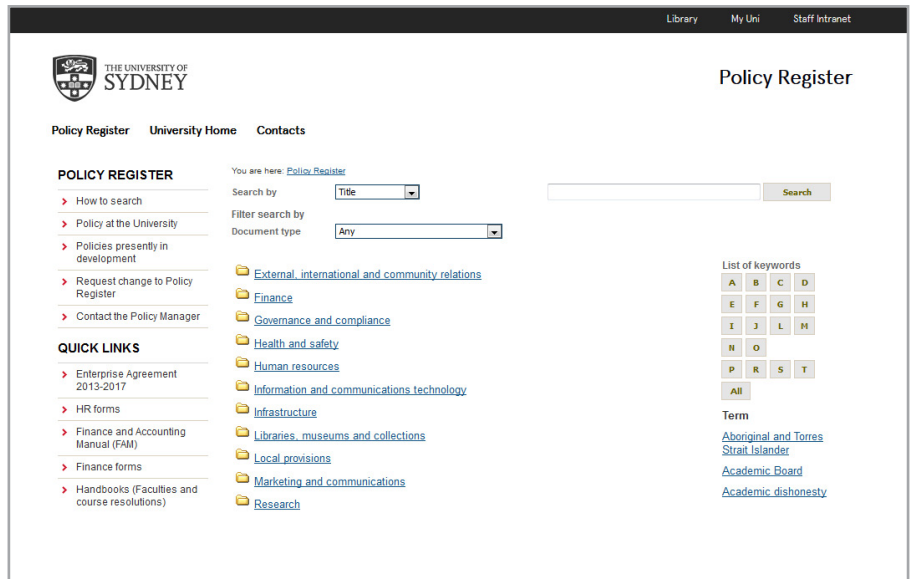 Library My Uni Staff Intranet
THE UNIVERSITY OF
SYDNEY
Policy Register
Policy Register University Home Contacts
POLICY REGISTER
How to search
Policy at the University
Policies presently in
development
Request change to Policy
Register
Contact the Policy Manager
QUICK LINKS
Enterprise Agreement
2013-2017
HR forms
Finance and Accounting
Manual (FAM)
Finance forms
Handbooks (Faculties and
course resolutions)
You are here: Policy Register
Search by Title Search
Filter search by
Document type Any
External, international and community relations
Finance
Governance and compliance
Health and safety
Human resources
Information and communications technology
Infrastructure
Libraries, museums and collections
Local provisions
Marketing and communications
Research
List of keywords
A B C D
E F G H
I J L M
N O
P R S T
All
Term
Aboriginal and Torres
Strait Islander
Academic Board
Academic dishonesty